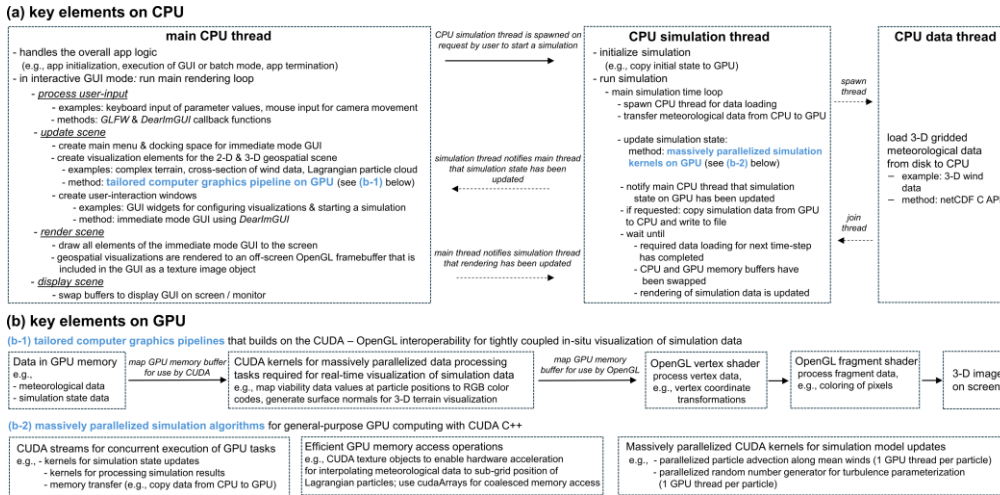 (a) key elements on CPU
main CPU thread
- handles the overall app logic
(e.g., app initialization, execution of GUI or batch mode, app termination)
- in interactive GUI mode: run main rendering loop
- process user-input
- examples: keyboard input of parameter values, mouse input for camera movement
- methods: GLFW & DearImGUI callback functions
- update scene
- create main menu & docking space for immediate mode GUI
- create visualization elements for the 2-D & 3-D geospatial scene
- examples: complex terrain, cross-section of wind data, Lagrangian particle cloud
- method: tailored computer graphics pipeline on GPU (see (b-1) below)
- create user-interaction windows
- examples: GUI widgets for configuring visualizations & starting a simulation
- method: immediate mode GUI using DearImGUI
- render scene
- draw all elements of the immediate mode GUI to the screen
- geospatial visualizations are rendered to an off-screen OpenGL framebuffer that is
included in the GUI as a texture image object
- display scene
- swap buffers to display GUI on screen / monitor
CPU simulation thread is spawned on
request by user to start a simulation
simulation thread notifies main thread
that simulation state has been
updated
main thread notifies simulation thread
that rendering has been updated
CPU simulation thread
- initialize simulation
(e.g., copy initial state to GPU)
- run simulation
- main simulation time loop
- spawn CPU thread for data loading
- transfer meteorological data from CPU to GPU
- update simulation state:
method: massively parallelized simulation
kernels on GPU (see (b-2) below)
- notify main CPU thread that simulation
state on GPU has been updated
- if requested: copy simulation data from GPU
to CPU and write to file
- wait until
- required data loading for next time-step
has completed
- CPU and GPU memory buffers have
been swapped
- rendering of simulation data is updated
spawn
thread
join
thread
CPU data thread
load 3-D gridded
meteorological data
from disk to CPU
– example: 3-D wind
data
– method: netCDF C API
(b) key elements on GPU
(b-1) tailored computer graphics pipelines that builds on the CUDA – OpenGL interoperability for tightly coupled in-situ visualization of simulation data
Data in GPU memory
e.g.,
- meteorological data
- simulation state data
map GPU memory buffer
for use by CUDA
CUDA kernels for massively parallelized data processing
tasks required for real-time visualization of simulation data
e.g., map viability data values at particle positions to RGB color
codes, generate surface normals for 3-D terrain visualization
map GPU memory
buffer for use by OpenGL
OpenGL vertex shader
process vertex data,
e.g., vertex coordinate
transformations
OpenGL fragment shader
process fragment data,
e.g., coloring of pixels
3-D image
on screen
(b-2) massively parallelized simulation algorithms for general-purpose GPU computing with CUDA C++
CUDA streams for concurrent execution of GPU tasks
e.g., - kernels for simulation state updates
- kernels for processing simulation results
- memory transfer (e.g., copy data from CPU to GPU)
Efficient GPU memory access operations
e.g., CUDA texture objects to enable hardware acceleration
for interpolating meteorological data to sub-grid position of
Lagrangian particles; use cudaArrays for coalesced memory access
Massively parallelized CUDA kernels for simulation model updates
e.g., - parallelized particle advection along mean winds (1 GPU thread per particle)
- parallelized random number generator for turbulence parameterization
(1 GPU thread per particle)